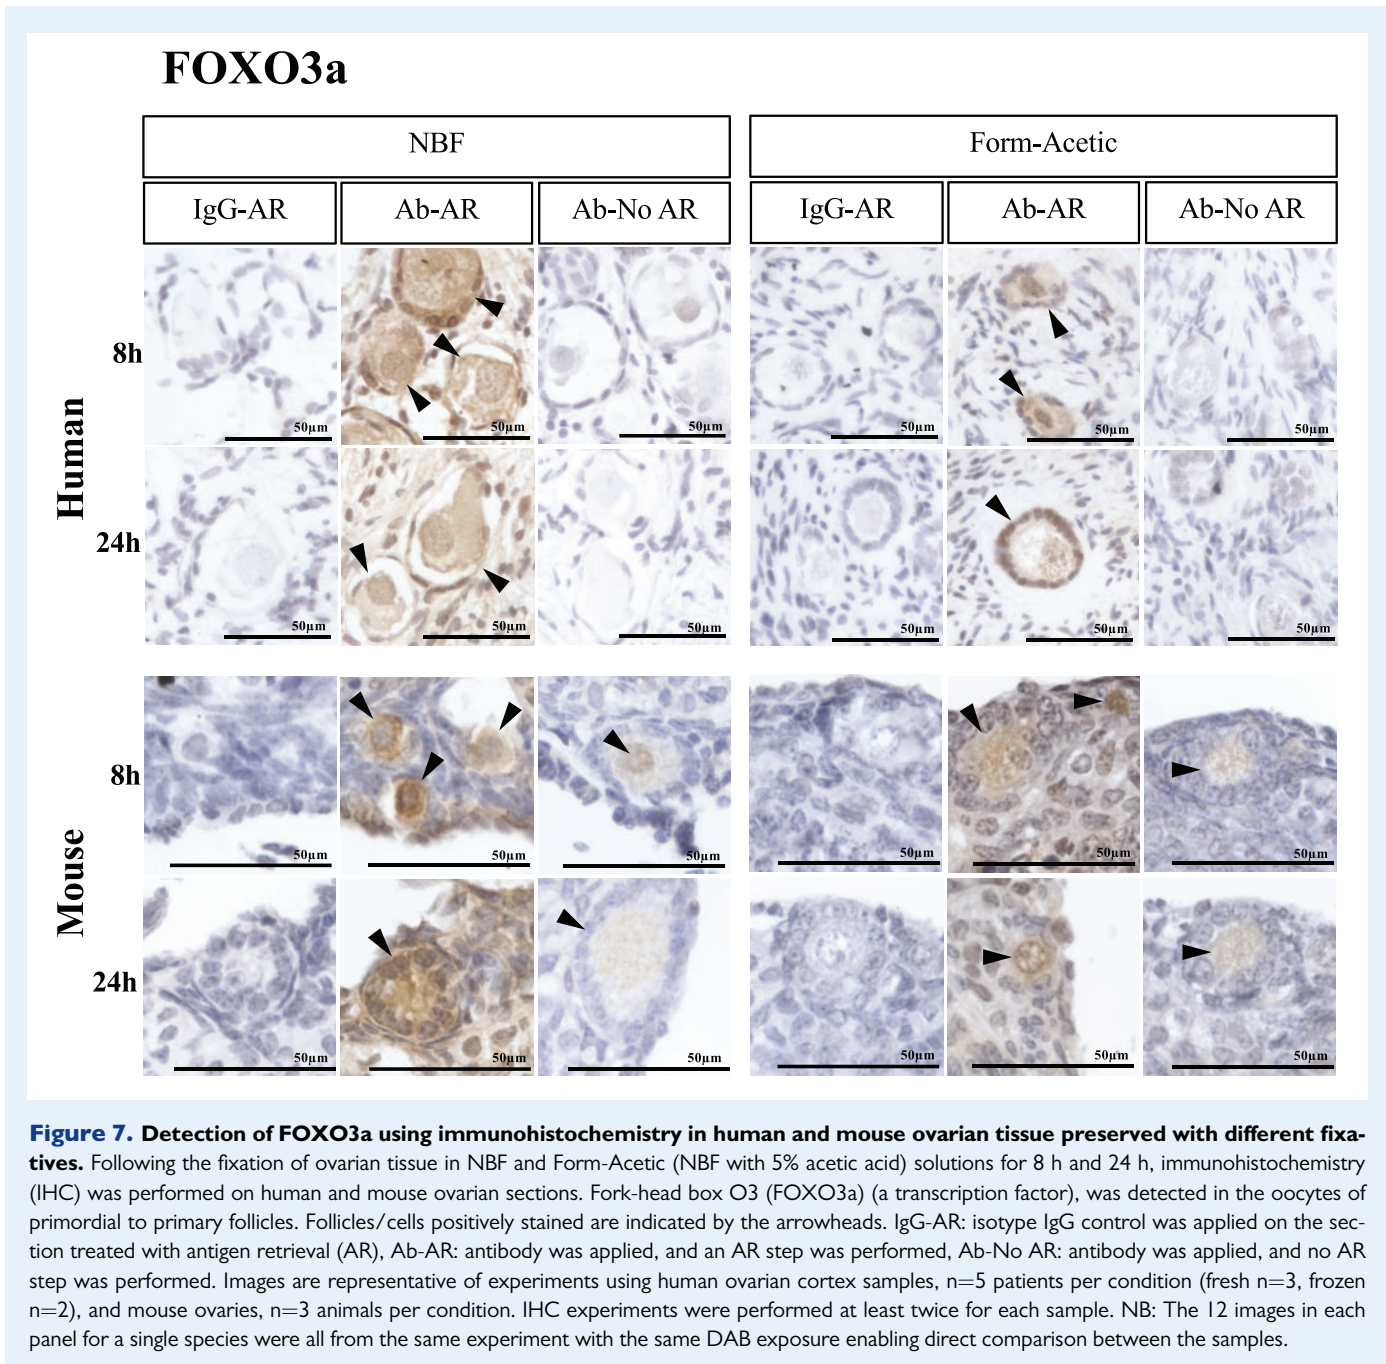 FOXO3a
NBF
Form-Acetic
IgG-AR
Ab-AR
Ab-No AR
IgG-AR
Ab-AR
Ab-No AR
Human
8h
50µm
50µm
50µm
50µm
50µm
50µm
24h
50µm
50µm
50µm
50µm
50µm
50µm
Mouse
8h
50µm
50µm
50µm
50µm
50µm
50µm
24h
50µm
50µm
50µm
50µm
50µm
50µm
Figure 7. Detection of FOXO3a using immunohistochemistry in human and mouse ovarian tissue preserved with different fixa-
tives. Following the fixation of ovarian tissue in NBF and Form-Acetic (NBF with 5% acetic acid) solutions for 8 h and 24 h, immunohistochemistry
(IHC) was performed on human and mouse ovarian sections. Fork-head box O3 (FOXO3a) (a transcription factor), was detected in the oocytes of
primordial to primary follicles. Follicles/cells positively stained are indicated by the arrowheads. IgG-AR: isotype IgG control was applied on the sec-
tion treated with antigen retrieval (AR), Ab-AR: antibody was applied, and an AR step was performed, Ab-No AR: antibody was applied, and no AR
step was performed. Images are representative of experiments using human ovarian cortex samples, n=5 patients per condition (fresh n=3, frozen
n=2), and mouse ovaries, n=3 animals per condition. IHC experiments were performed at least twice for each sample. NB: The 12 images in each
panel for a single species were all from the same experiment with the same DAB exposure enabling direct comparison between the samples.